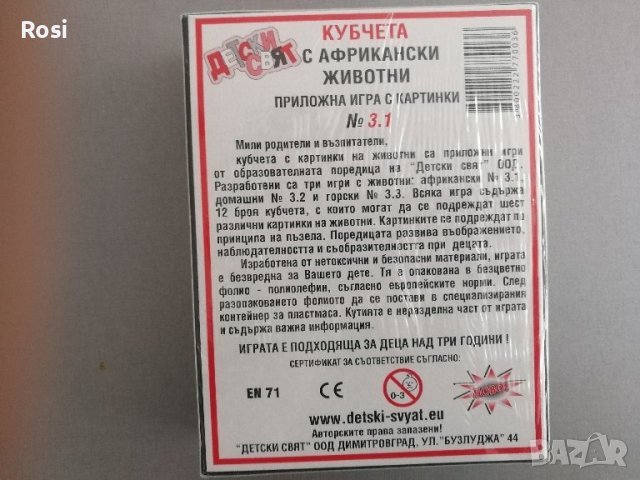 Rosi
КУБЧЕТА
ДЕТСКИ
СВЯТ
С АФРИКАНСКИ
ЖИВОТНИ
ПРИЛОЖНА ИГРА С КАРТИНКИ
№ 3.1
Мили родители и възпитатели,
кубчета с картинки на животни са приложни игри
от образователната поредица на "Детски свят" ООД.
Разработени са три игри с животни: африкански № 3.1,
домашни № 3.2 и горски № 3.3. Всяка игра съдържа
12 броя кубчета, с които могат да се подреждат шест
различни картинки на животни. Картинките се подреждат по
принципа на пъзела. Поредицата развива въображението,
наблюдателността и съобразителността при децата.
Изработена от нетоксични и безопасни материали, играта
е безвредна за Вашето дете. Тя е опакована в безцветно
фолио - полиолефин, съгласно европейските норми. След
разопаковането фолиото да се постави в специализирания
контейнер за пластмаса. Кутията е неразделна част от играта
и съдържа важна информация.
ИГРАТА Е ПОДХОДЯЩА ЗА ДЕЦА НАД ТРИ ГОДИНИ !
СЕРТИФИКАТ ЗА СЪОТВЕТСТВИЕ СЪГЛАСНО:
EN 71 CE 0-3
www.detski-svyat.eu
Авторските права запазени!
"ДЕТСКИ СВЯТ" ООД ДИМИТРОВГРАД, УЛ. "БУЗЛУДЖА" 44
BAZAR